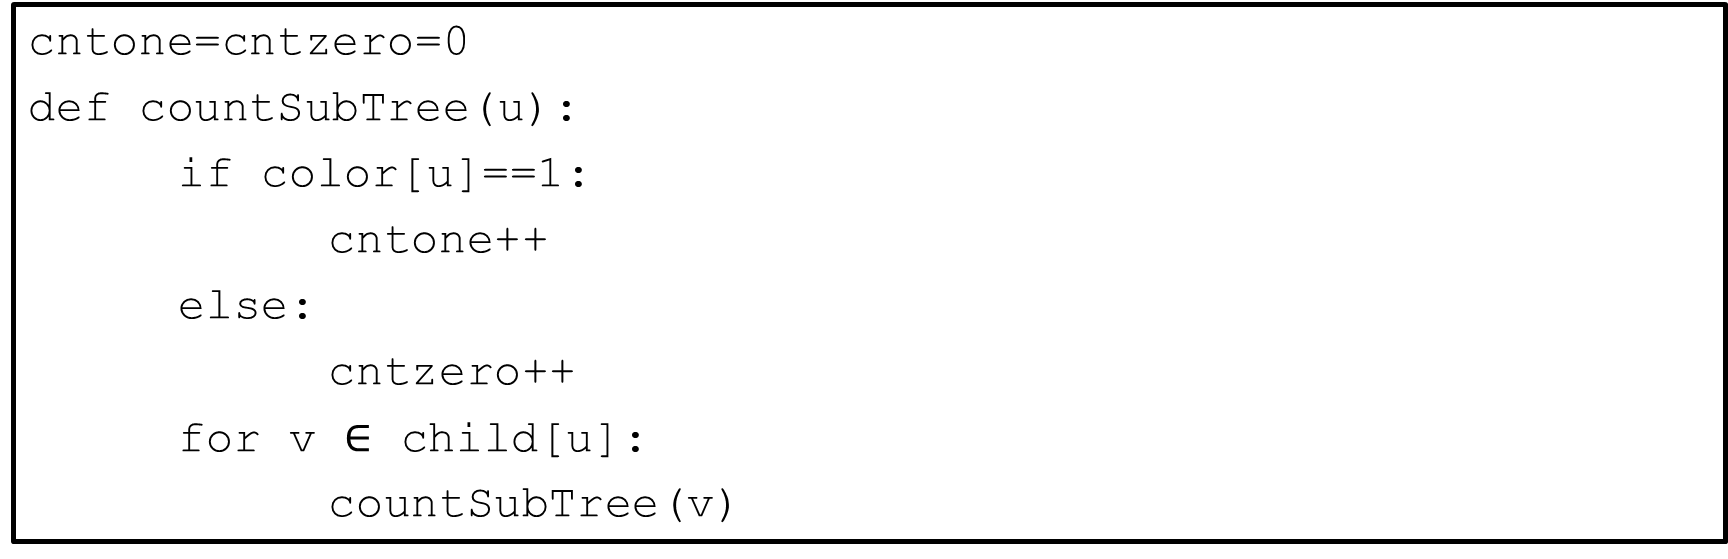 cntone=cntzero=0
def countSubTree(u):
if color[u]==1:
cntone++
else:
cntzero++
for v ∈ child[u]:
countSubTree(v)